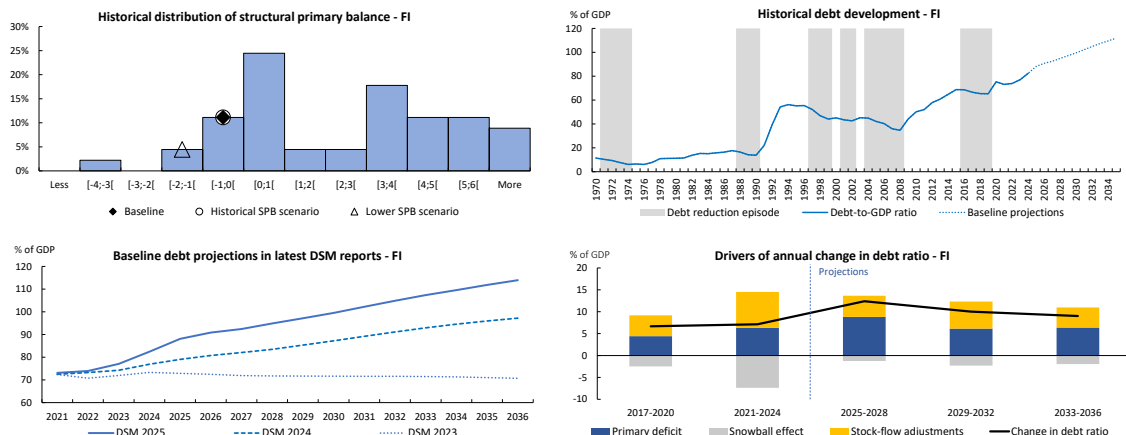 Historical distribution of structural primary balance - FI
30%
25%
20%
15%
10%
5%
0%
Less [-4;-3[ [-3;-2[ [-2;-1[ [-1;0[ [0;1[ [1;2[ [2;3[ [3;4[ [4;5[ [5;6[ More
Baseline Historical SPB scenario Lower SPB scenario
% of GDP
Historical debt development - FI
120
100
80
60
40
20
0
1970 1972 1974 1976 1978 1980 1982 1984 1986 1988 1990 1992 1994 1996 1998 2000 2002 2004 2006 2008 2010 2012 2014 2016 2018 2020 2022 2024 2026 2028 2030 2032 2034
Debt reduction episode Debt-to-GDP ratio Baseline projections
% of GDP
Baseline debt projections in latest DSM reports - FI
120
110
100
90
80
70
60
2021 2022 2023 2024 2025 2026 2027 2028 2029 2030 2031 2032 2033 2034 2035 2036
DSM 2025 DSM 2024 DSM 2023
% of GDP
Drivers of annual change in debt ratio - FI
Projections
20
15
10
5
0
-5
-10
2017-2020 2021-2024 2025-2028 2029-2032 2033-2036
Primary deficit Snowball effect Stock-flow adjustments Change in debt ratio